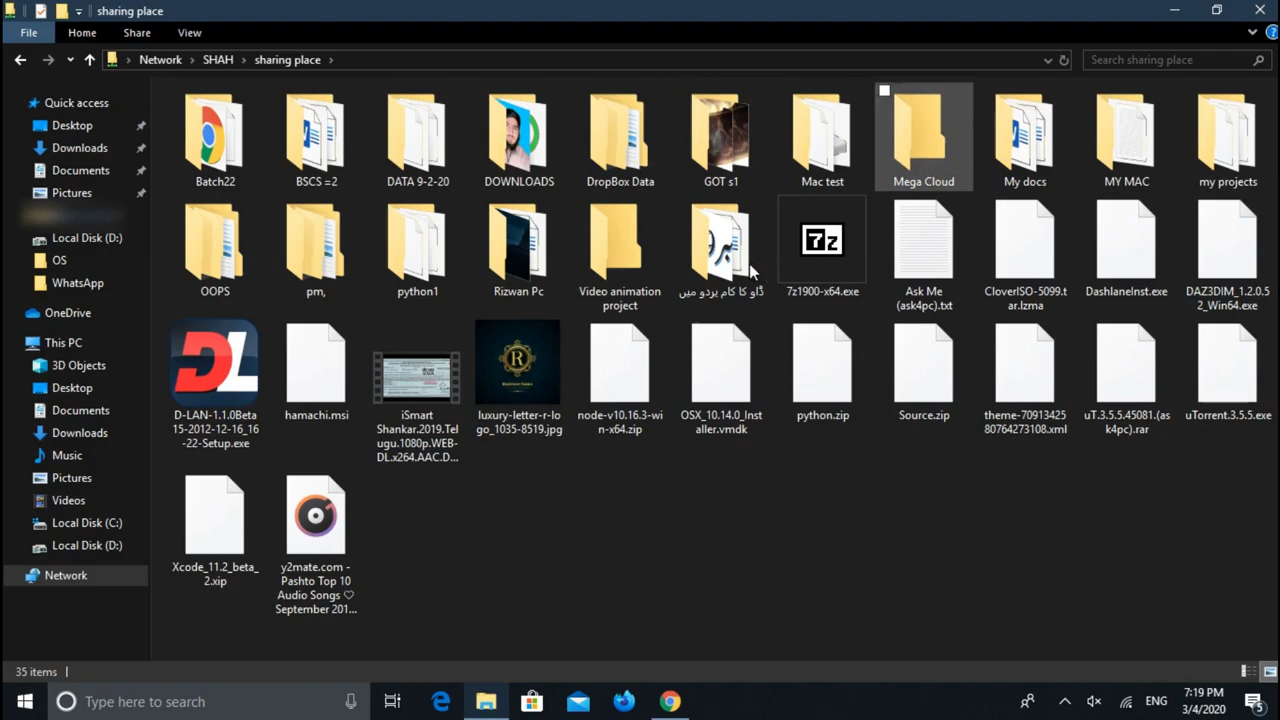 sharing place
File Home Share View
Network SHAH sharing place
Search sharing place
Quick access
Desktop
Downloads
Documents
Pictures
Local Disk (D:)
OS
WhatsApp
OneDrive
This PC
3D Objects
Desktop
Documents
Downloads
Music
Pictures
Videos
Local Disk (C:)
Local Disk (D:)
Network
Batch22
BSCS =2
DATA 9-2-20
DOWNLOADS
DropBox Data
GOT s1
Mac test
Mega Cloud
My docs
MY MAC
my projects
OOPS
pm,
python1
Rizwan Pc
Video animation
project
ڈاو کا کام یردو میں
7z
7z1900-x64.exe
Ask Me
(ask4pc).txt
CloverISO-5099.t
ar.lzma
DashlaneInst.exe
DAZ3DIM_1.2.0.5
2_Win64.exe
DL
D-LAN-1.1.0Beta
15-2012-12-16_16
-22-Setup.exe
hamachi.msi
iSmart
Shankar.2019.Tel
ugu.1080p.WEB-
DL.x264.AAC.D...
R
luxury-letter-r-lo
go_1035-8519.jpg
node-v10.16.3-wi
n-x64.zip
OSX_10.14.0_Inst
aller.vmdk
python.zip
Source.zip
theme-70913425
80764273108.xml
uT.3.5.5.45081.(as
k4pc).rar
uTorrent.3.5.5.exe
Xcode_11.2_beta_
2.xip
y2mate.com -
Pashto Top 10
Audio Songs ♡
September 201...
35 items
Type here to search
ENG
7:19 PM
3/4/2020
5